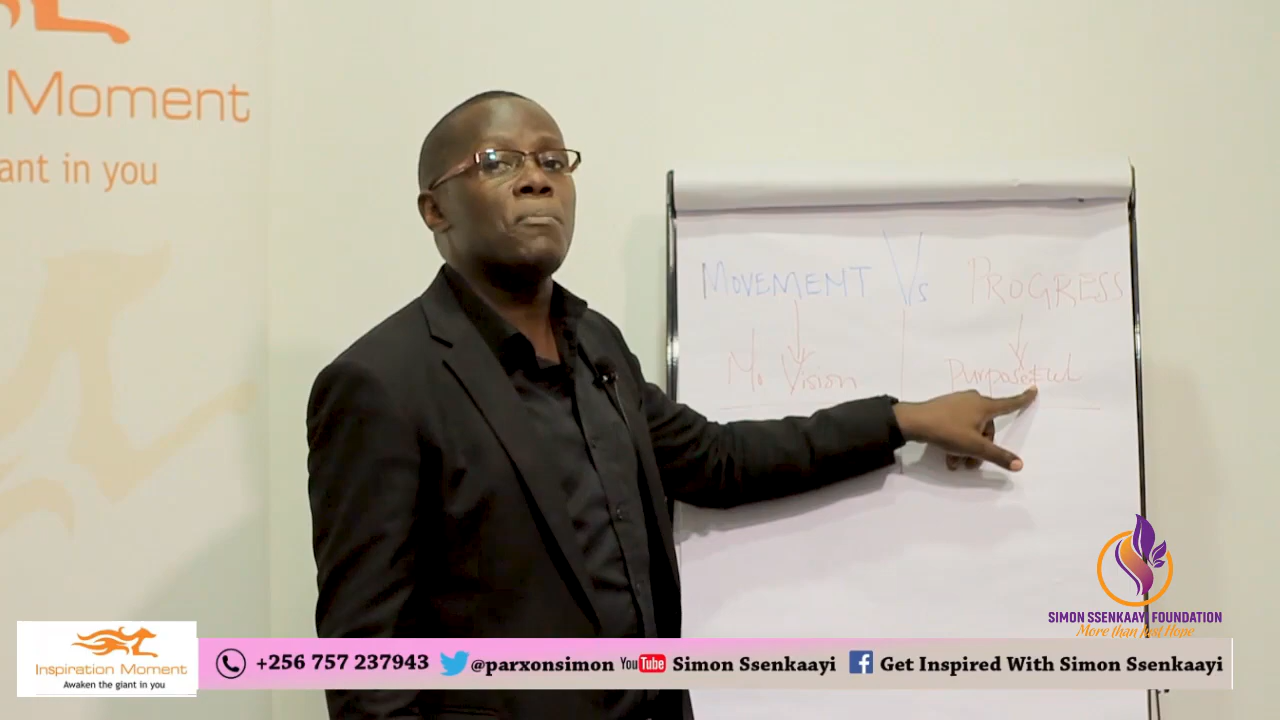 Moment
ant in you
MOVEMENT Vs PROGRESS
No Vision
Purposeful
SIMON SSENKAAYI FOUNDATION
More than Just Hope
Inspiration Moment
Awaken the giant in you
+256 757 237943 @parxonsimon YouTube Simon Ssenkaayi Get Inspired With Simon Ssenkaayi